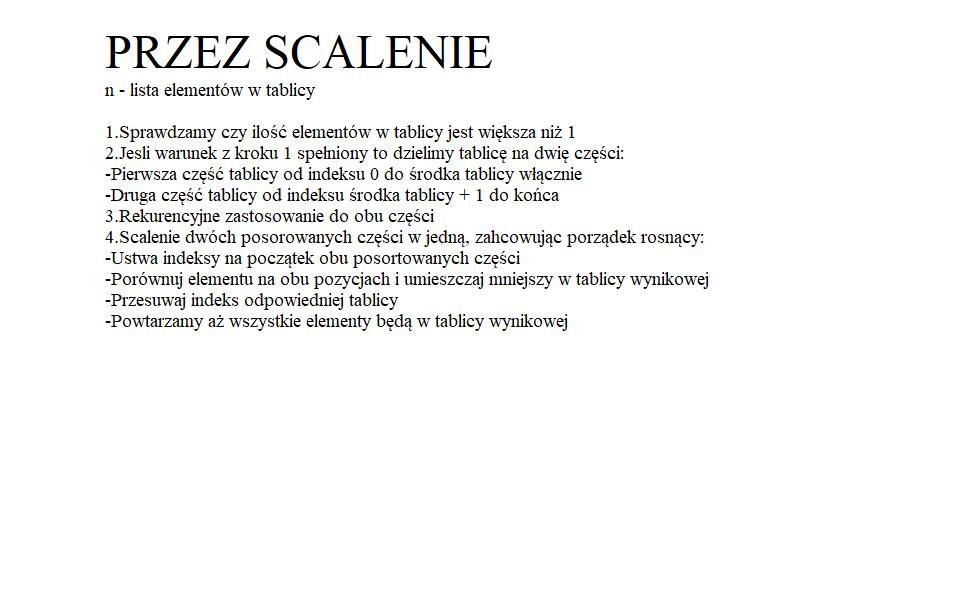 PRZEZ SCALENIE
n - lista elementów w tablicy
1.Sprawdzamy czy ilość elementów w tablicy jest większa niż 1
2.Jesli warunek z kroku 1 spełniony to dzielimy tablicę na dwię części:
-Pierwsza część tablicy od indeksu 0 do środka tablicy włącznie
-Druga część tablicy od indeksu środka tablicy + 1 do końca
3.Rekurencyjne zastosowanie do obu części
4.Scalenie dwóch posorowanych części w jedną, zahcowując porządek rosnący:
-Ustwa indeksy na początek obu posortowanych części
-Porównuj elementu na obu pozycjach i umieszczaj mniejszy w tablicy wynikowej
-Przesuwaj indeks odpowiedniej tablicy
-Powtarzamy aż wszystkie elementy będą w tablicy wynikowej